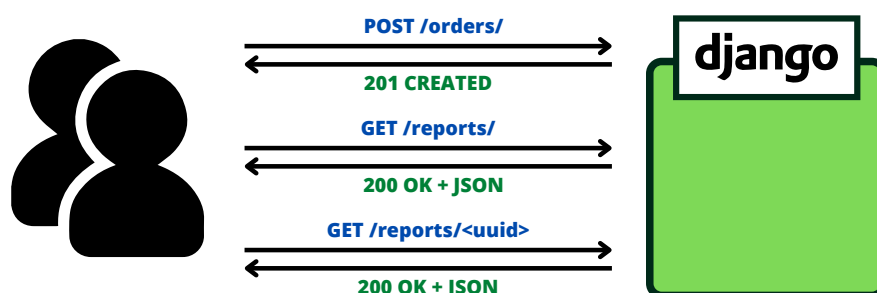 POST /orders/
django
201 CREATED
GET /reports/
200 OK + JSON
GET /reports/<uuid>
200 OK + JSON